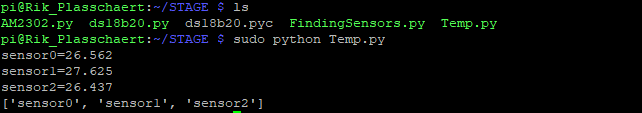 pi@Rik_Plasschaert:~/STAGE $ ls
AM2302.py  ds18b20.py  ds18b20.pyc  FindingSensors.py  Temp.py
pi@Rik_Plasschaert:~/STAGE $ sudo python Temp.py
sensor0=26.562
sensor1=27.625
sensor2=26.437
['sensor0', 'sensor1', 'sensor2']